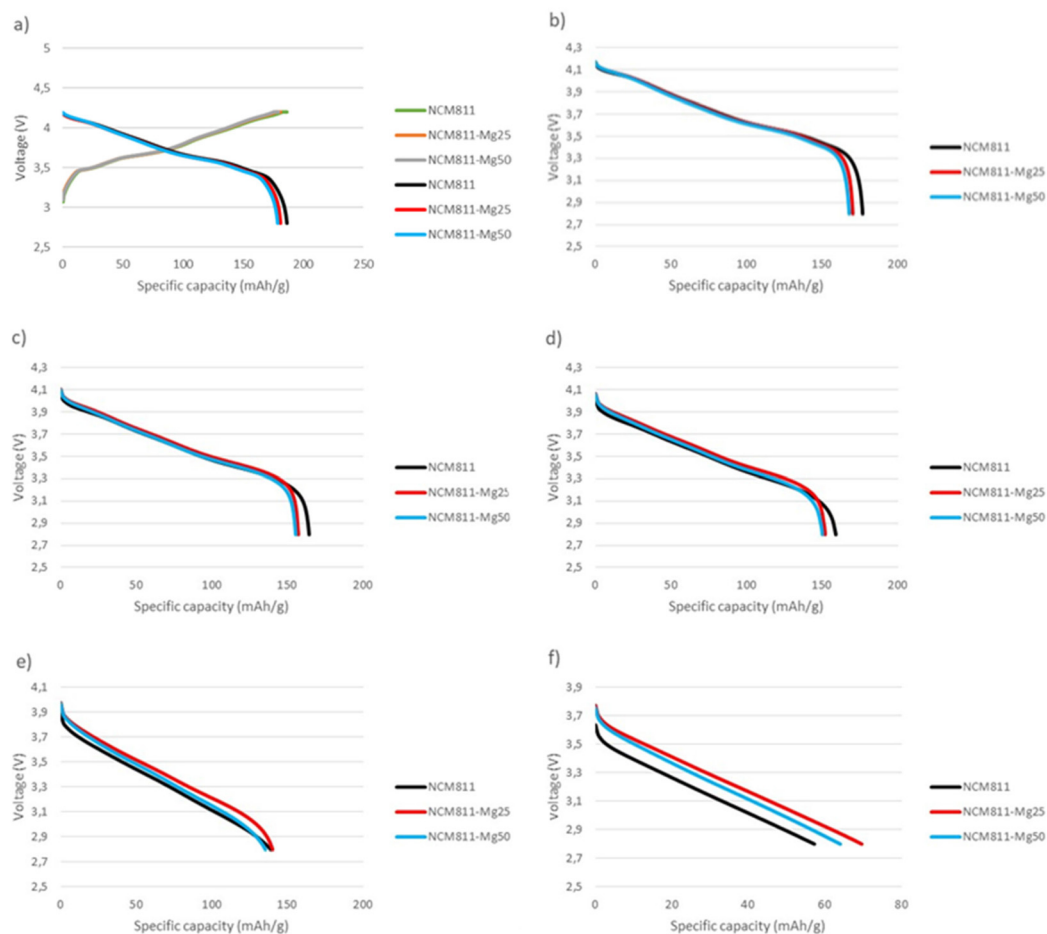 a)
5
4,5
4
3,5
3
2,5
Voltage (V)
0 50 100 150 200 250
Specific capacity (mAh/g)
NCM811
NCM811-Mg25
NCM811-Mg50
NCM811
NCM811-Mg25
NCM811-Mg50
b)
4,3
4,1
3,9
3,7
3,5
3,3
3,1
2,9
2,7
2,5
Voltage (V)
0 50 100 150 200
Specific capacity (mAh/g)
NCM811
NCM811-Mg25
NCM811-Mg50
c)
4,3
4,1
3,9
3,7
3,5
3,3
3,1
2,9
2,7
2,5
Voltage (V)
0 50 100 150 200
Specific capacity (mAh/g)
NCM811
NCM811-Mg25
NCM811-Mg50
d)
4,3
4,1
3,9
3,7
3,5
3,3
3,1
2,9
2,7
2,5
Voltage (V)
0 50 100 150 200
Specific capacity (mAh/g)
NCM811
NCM811-Mg25
NCM811-Mg50
e)
4,1
3,9
3,7
3,5
3,3
3,1
2,9
2,7
2,5
Voltage (V)
0 50 100 150 200
Specific capacity (mAh/g)
NCM811
NCM811-Mg25
NCM811-Mg50
f)
3,9
3,7
3,5
3,3
3,1
2,9
2,7
2,5
Voltage (V)
0 20 40 60 80
Specific capacity (mAh/g)
NCM811
NCM811-Mg25
NCM811-Mg50